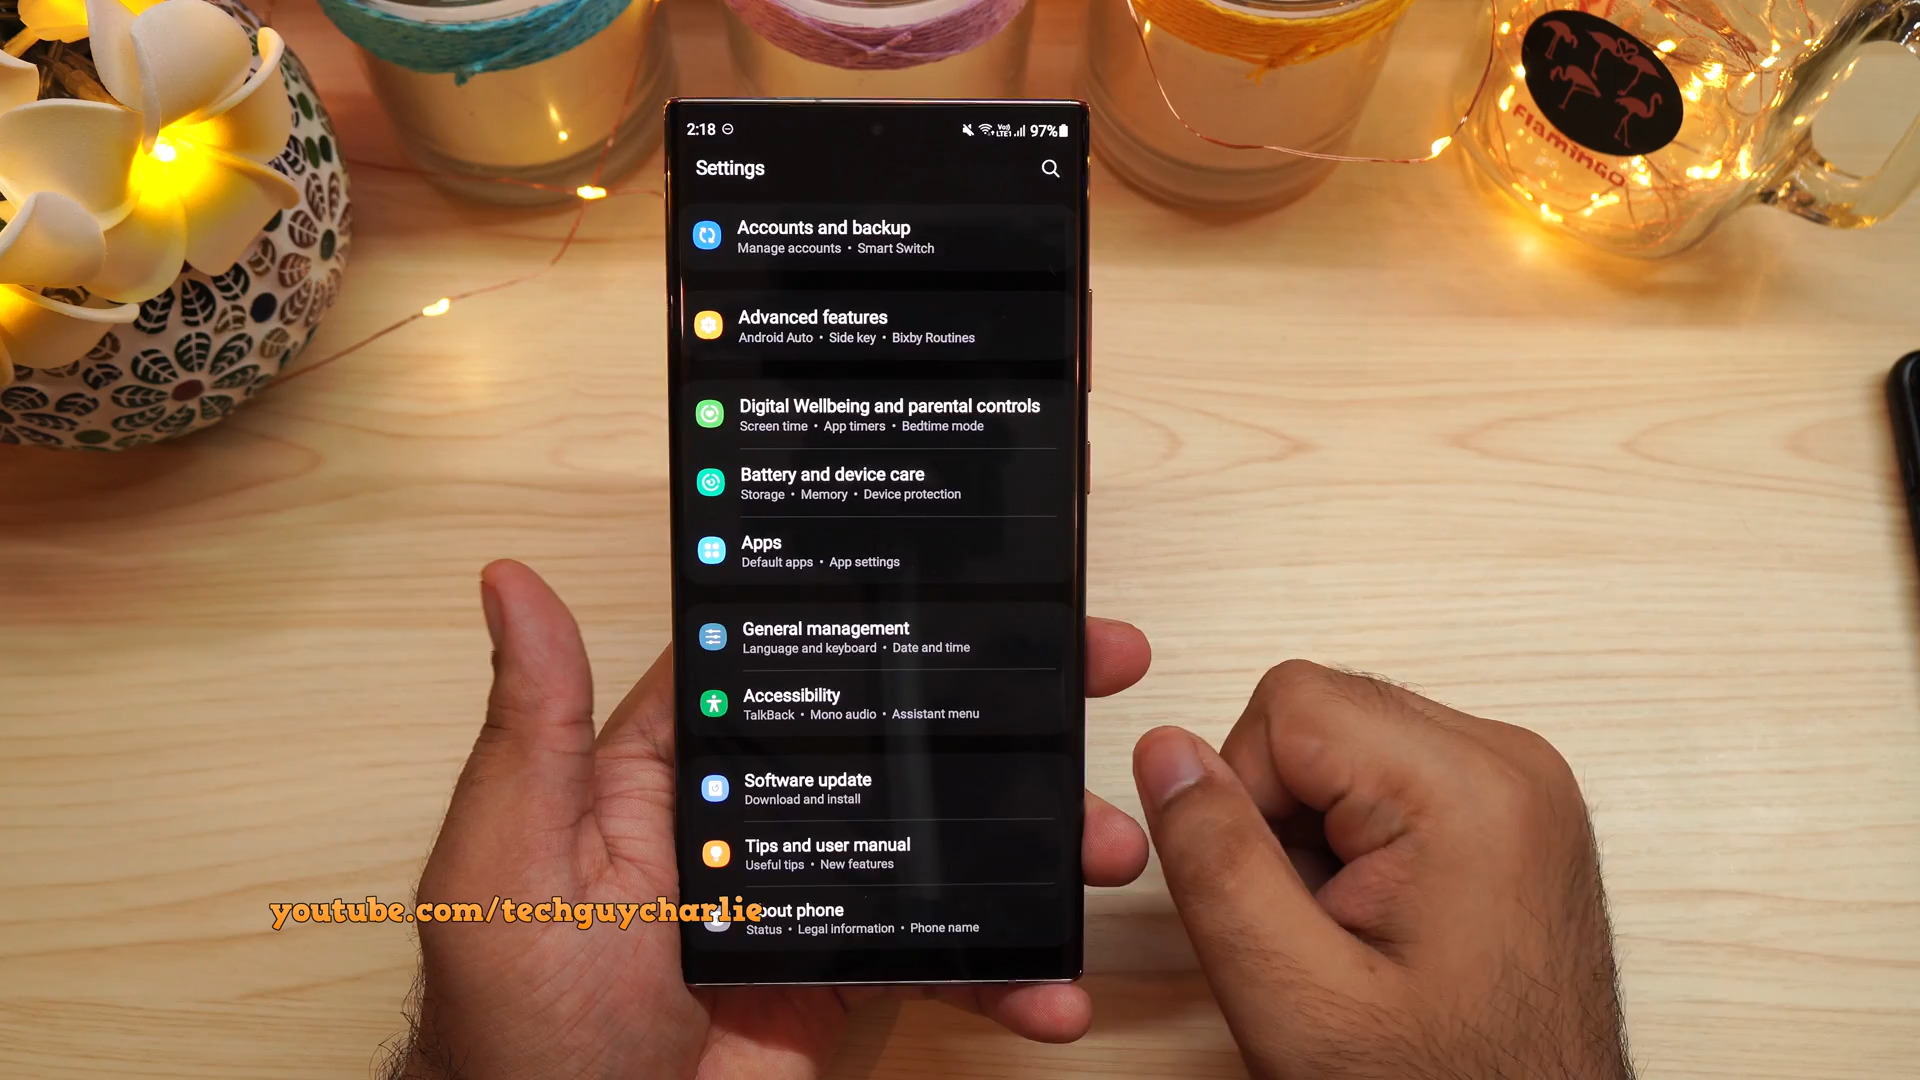 2:18
97%
Settings
Accounts and backup
Manage accounts • Smart Switch
Advanced features
Android Auto • Side key • Bixby Routines
Digital Wellbeing and parental controls
Screen time • App timers • Bedtime mode
Battery and device care
Storage • Memory • Device protection
Apps
Default apps • App settings
General management
Language and keyboard • Date and time
Accessibility
TalkBack • Mono audio • Assistant menu
Software update
Download and install
Tips and user manual
Useful tips • New features
bout phone
Status • Legal information • Phone name
youtube.com/techguycharlie
FlaminGO